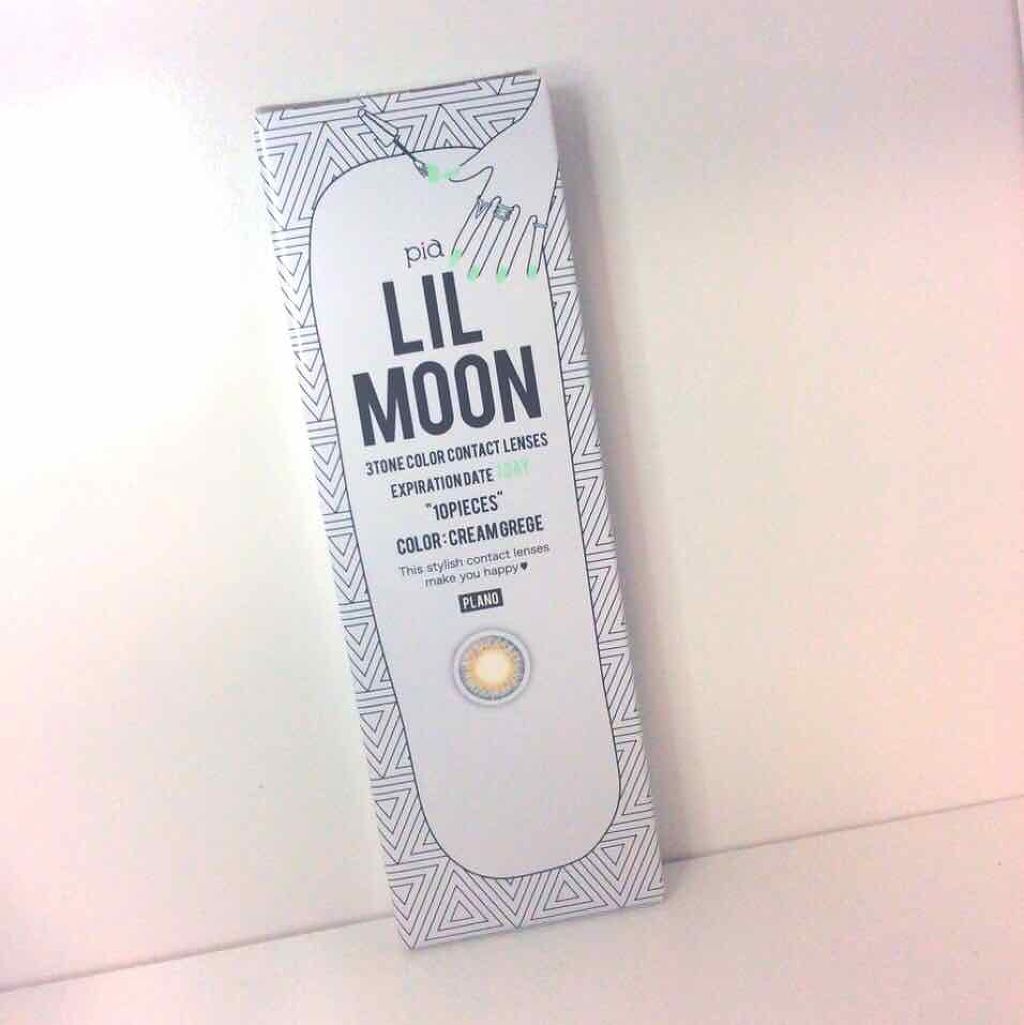 pià
LIL
MOON
3TONE COLOR CONTACT LENSES
EXPIRATION DATE 1DAY
"10PIECES"
COLOR: CREAM GREGE
This stylish contact lenses
make you happy♥
PLANO